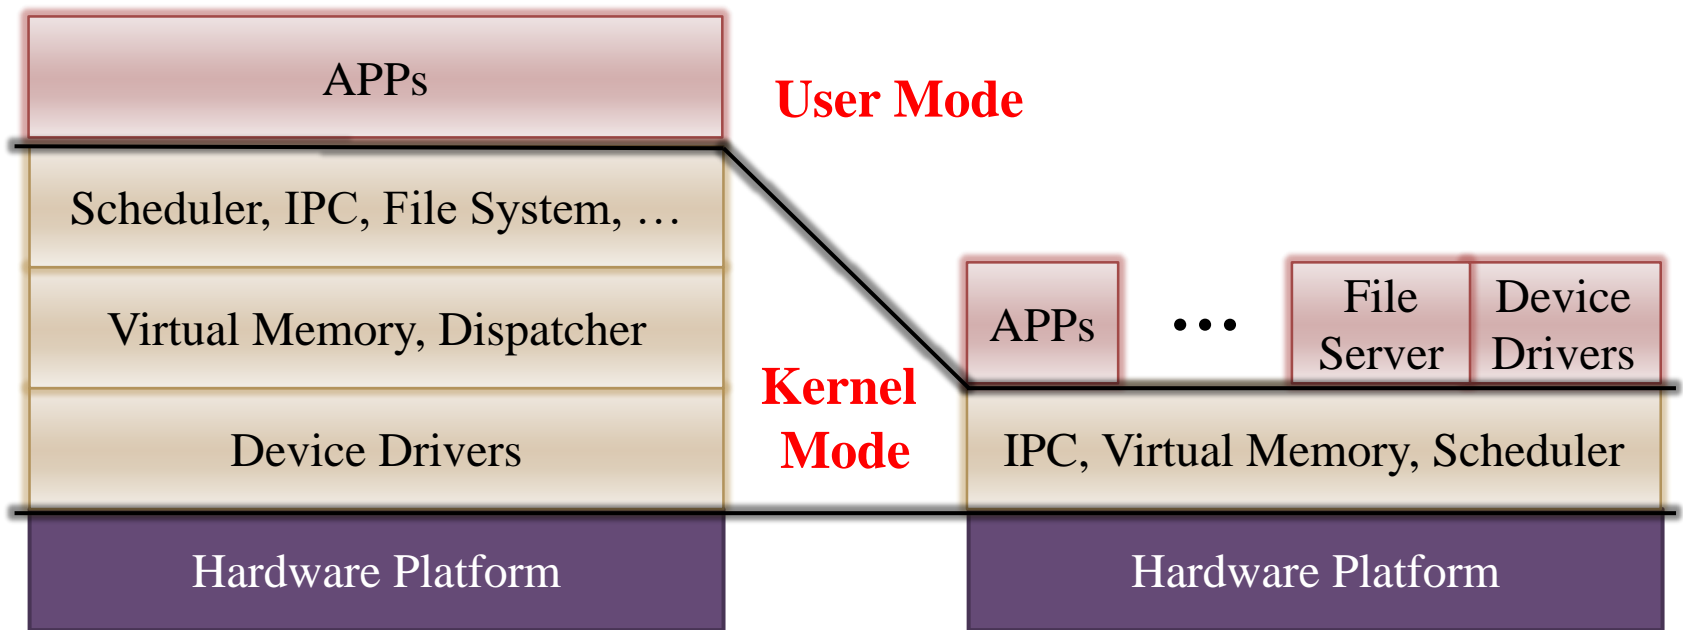 APPs
User Mode
Scheduler, IPC, File System, …
Virtual Memory, Dispatcher
Device Drivers
Hardware Platform
Kernel
Mode
APPs
…
File
Server
Device
Drivers
IPC, Virtual Memory, Scheduler
Hardware Platform